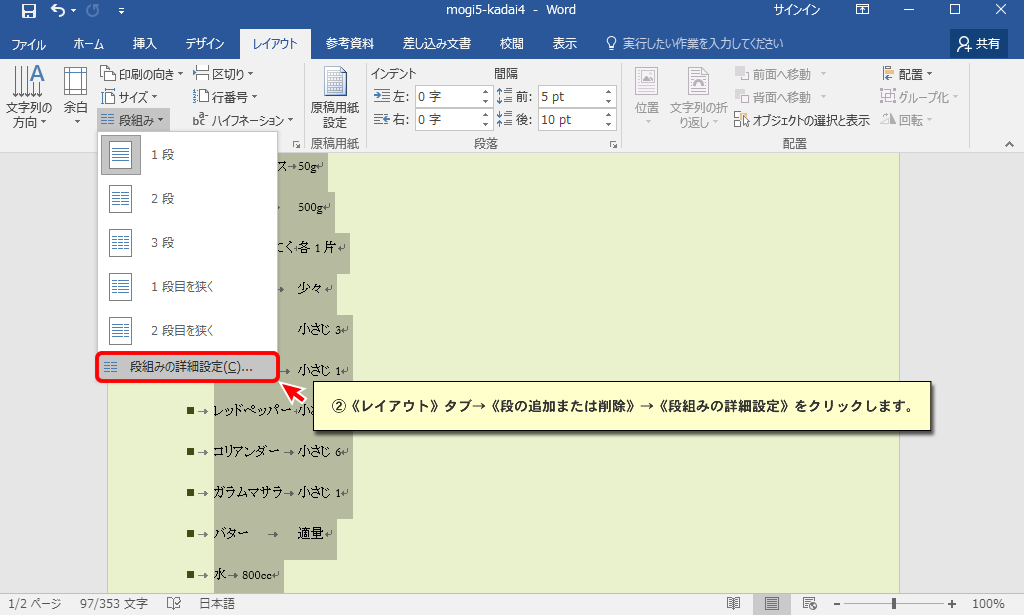 mogi5-kadai4 - Word
サインイン
ファイル ホーム 挿入 デザイン レイアウト 参考資料 差し込み文書 校閲 表示 実行したい作業を入力してください 共有
文字列の方向
余白
印刷の向き
サイズ
段組み
区切り
行番号
ハイフネーション
原稿用紙設定
原稿用紙
インデント
左: 0 字
右: 0 字
間隔
前: 5 pt
後: 10 pt
段落
位置
文字列の折り返し
前面へ移動
背面へ移動
オブジェクトの選択と表示
配置
グループ化
回転
配置
1 段
2 段
3 段
1 段目を狭く
2 段目を狭く
段組みの詳細設定(C)...
ス→50g
500g
てく各 1 片
少々
小さじ 3
小さじ 1
②《レイアウト》タブ→《段の追加または削除》→《段組みの詳細設定》をクリックします。
■→レッドペッパー→小
■→コリアンダー→小さじ 6
■→ガラムマサラ→小さじ 1
■→バター → 適量
■→水→800cc
1/2 ページ 97/353 文字 日本語 100%